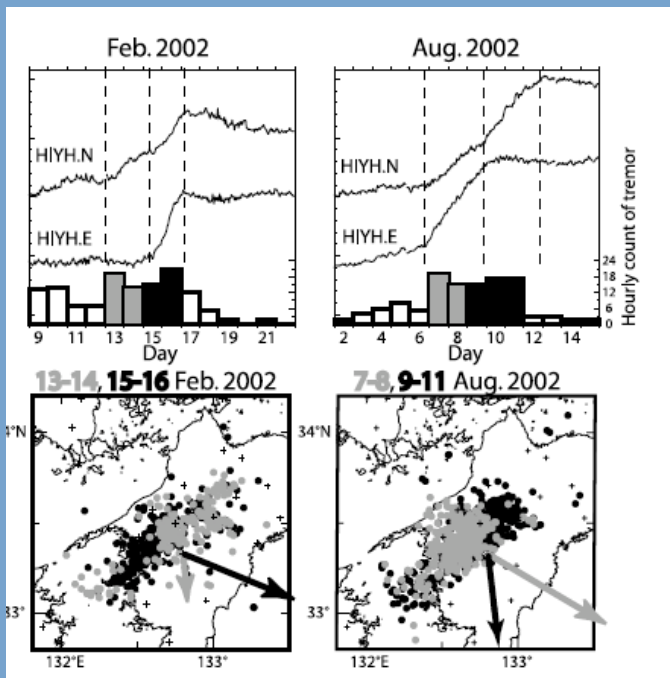 Feb. 2002
Aug. 2002
HIYH.N
HIYH.E
9 11 13 15 17 19 21
Day
HIYH.N
HIYH.E
24
18
12
6
0
Hourly count of tremor
2 4 6 8 10 12 14
Day
13-14, 15-16 Feb. 2002
7-8, 9-11 Aug. 2002
34°N
33°
132°E 133°
34°N
33°
132°E 133°